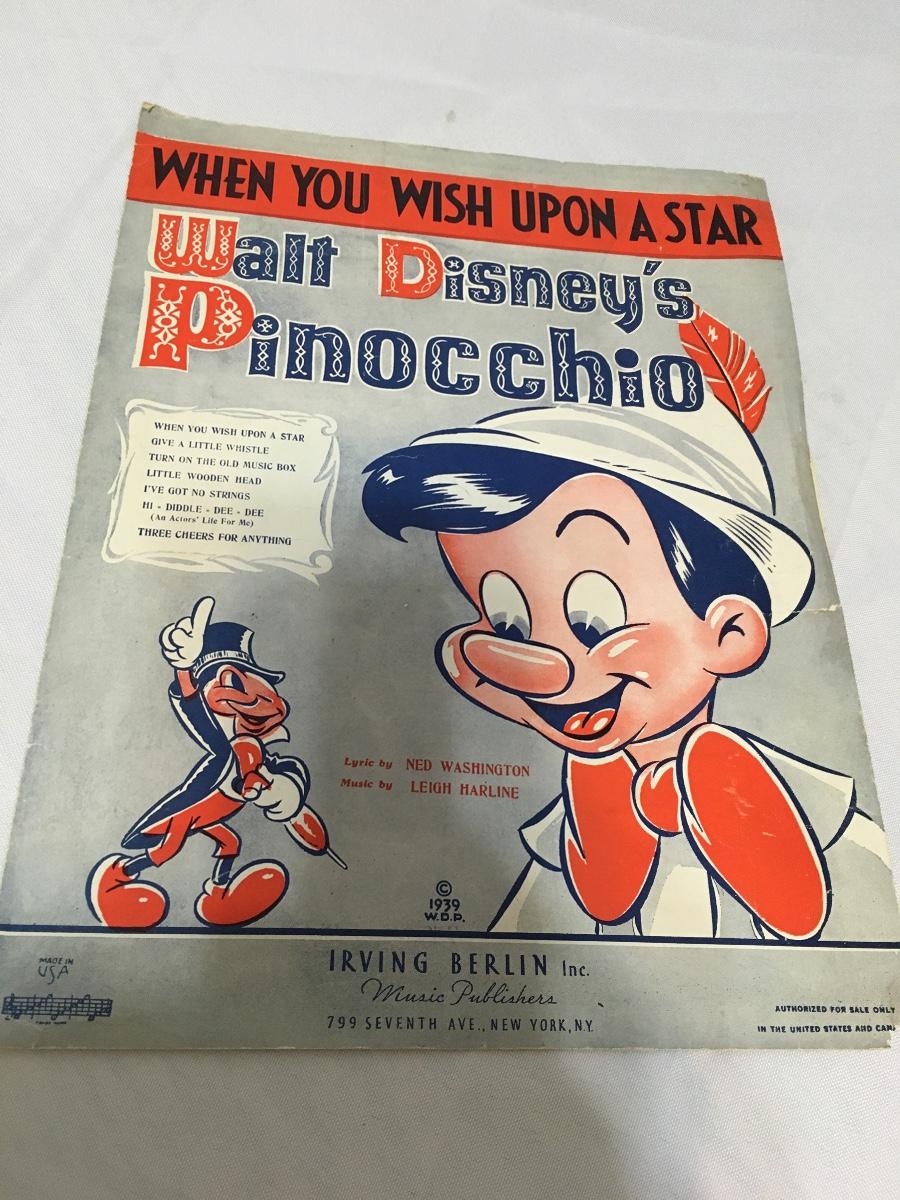 WHEN YOU WISH UPON A STAR
Walt Disney's
Pinocchio
WHEN YOU WISH UPON A STAR
GIVE A LITTLE WHISTLE
TURN ON THE OLD MUSIC BOX
LITTLE WOODEN HEAD
I'VE GOT NO STRINGS
HI - DIDDLE - DEE - DEE
(An Actors' Life For Me)
THREE CHEERS FOR ANYTHING
Lyric by NED WASHINGTON
Music by LEIGH HARLINE
©
1939
W.D.P.
MADE IN
USA
IRVING BERLIN Inc.
Music Publishers
799 SEVENTH AVE., NEW YORK, N.Y.
AUTHORIZED FOR SALE ONLY
IN THE UNITED STATES AND